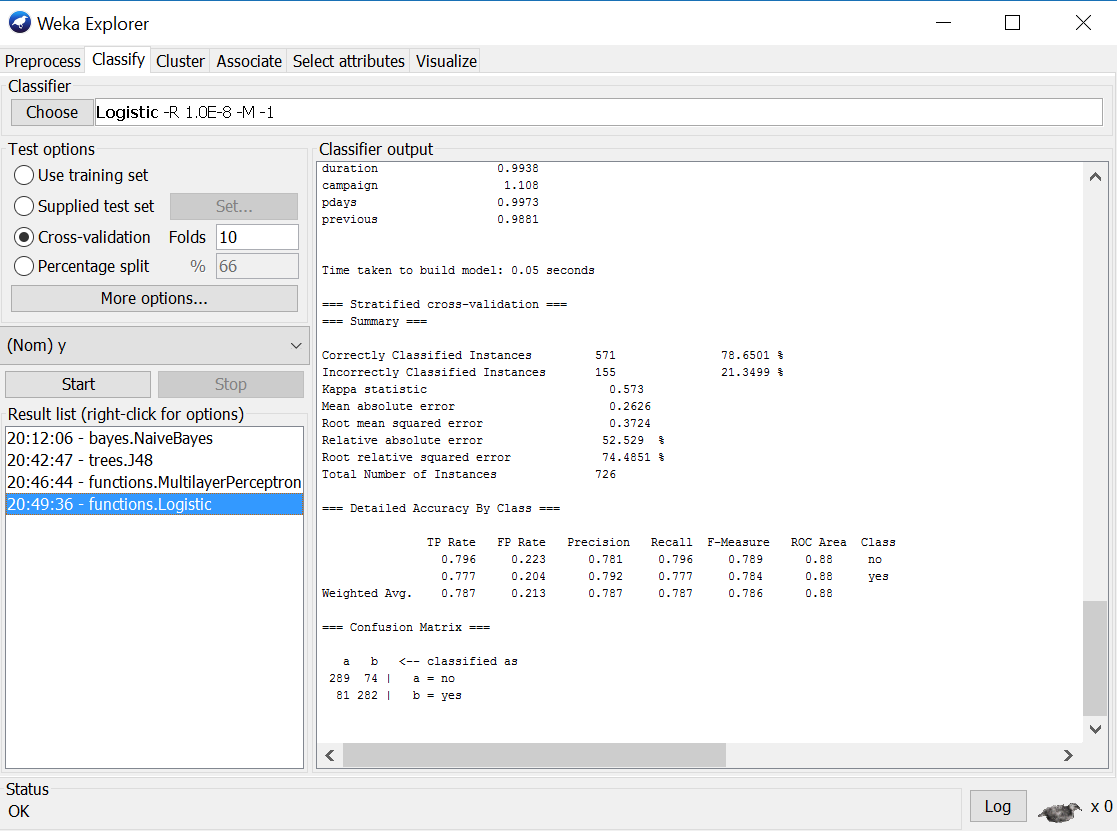 Weka Explorer
Preprocess Classify Cluster Associate Select attributes Visualize
Classifier
Choose Logistic -R 1.0E-8 -M -1
Test options
Use training set
Supplied test set Set...
Cross-validation Folds 10
Percentage split % 66
More options...
(Nom) y
Start Stop
Result list (right-click for options)
20:12:06 - bayes.NaiveBayes
20:42:47 - trees.J48
20:46:44 - functions.MultilayerPerceptron
20:49:36 - functions.Logistic
Classifier output
duration 0.9938
campaign 1.108
pdays 0.9973
previous 0.9881
Time taken to build model: 0.05 seconds
=== Stratified cross-validation ===
=== Summary ===
Correctly Classified Instances 571 78.6501 %
Incorrectly Classified Instances 155 21.3499 %
Kappa statistic 0.573
Mean absolute error 0.2626
Root mean squared error 0.3724
Relative absolute error 52.529 %
Root relative squared error 74.4851 %
Total Number of Instances 726
=== Detailed Accuracy By Class ===
TP Rate FP Rate Precision Recall F-Measure ROC Area Class
0.796 0.223 0.781 0.796 0.789 0.88 no
0.777 0.204 0.792 0.777 0.784 0.88 yes
Weighted Avg. 0.787 0.213 0.787 0.787 0.786 0.88
=== Confusion Matrix ===
a b <-- classified as
289 74 | a = no
81 282 | b = yes
Status
OK
Log x 0